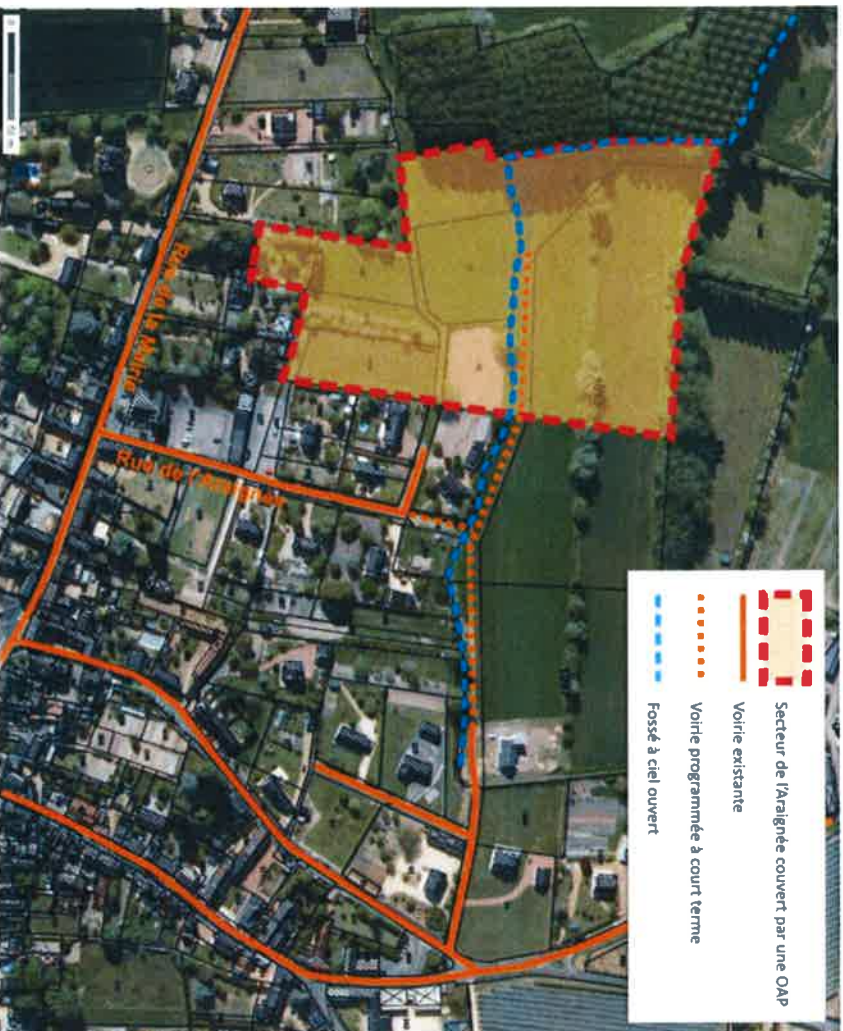 Secteur de l'Araignée couvert par une OAP
Voirie existante
Voirie programmée à court terme
Fossé à ciel ouvert
Rue de la Mairie
Rue de l'Araignée
0